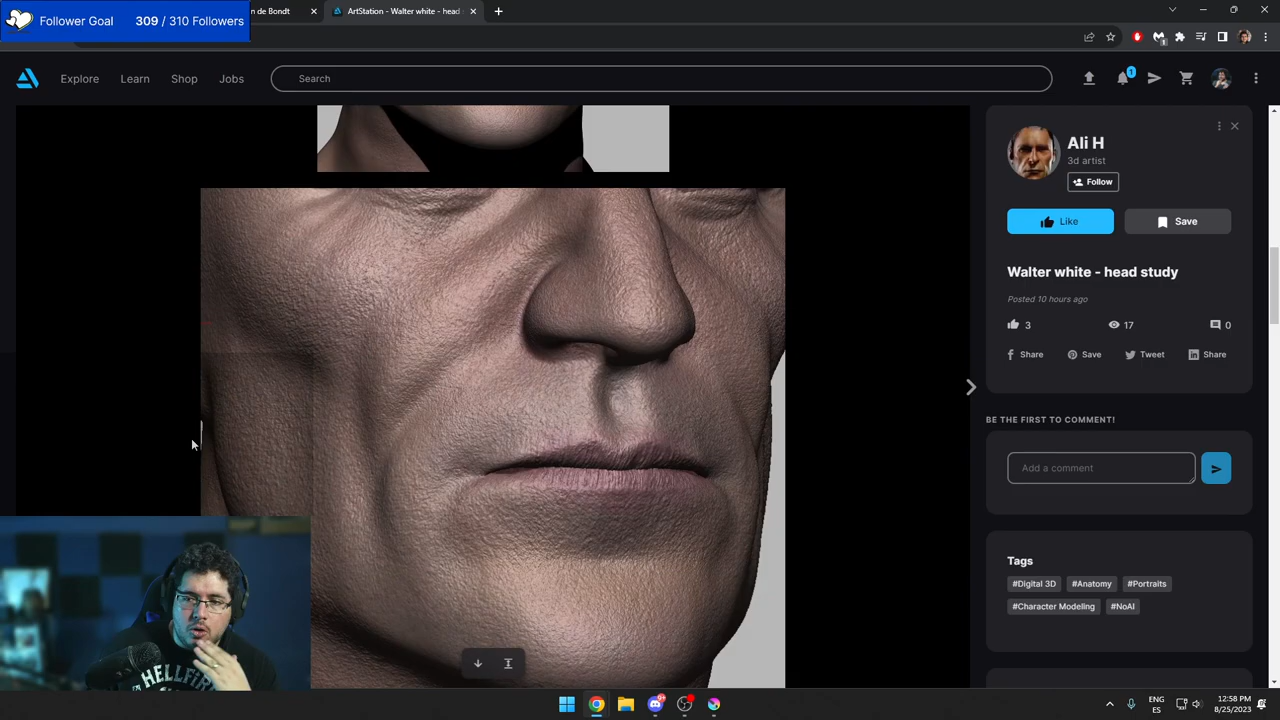 Follower Goal 309 / 310 Followers
n de Bondt
ArtStation - Walter white - head
Explore
Learn
Shop
Jobs
Search
1
Ali H
3d artist
Follow
Like
Save
Walter white - head study
Posted 10 hours ago
3
17
0
Share
Save
Tweet
Share
BE THE FIRST TO COMMENT!
Add a comment
Tags
#Digital 3D
#Anatomy
#Portraits
#Character Modeling
#NoAI
HELLFIR
ENG
ES
12:58 PM
8/25/2023